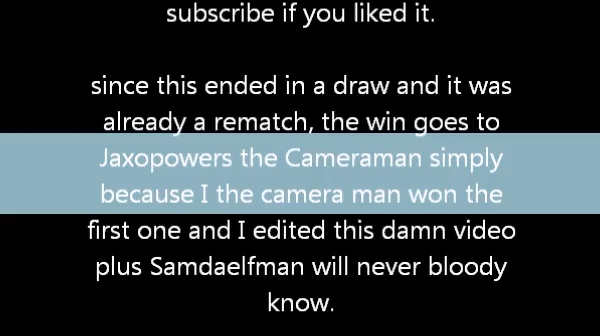 subscribe if you liked it.
since this ended in a draw and it was
already a rematch, the win goes to
Jaxopowers the Cameraman simply
because I the camera man won the
first one and I edited this damn video
plus Samdaelfman will never bloody
know.